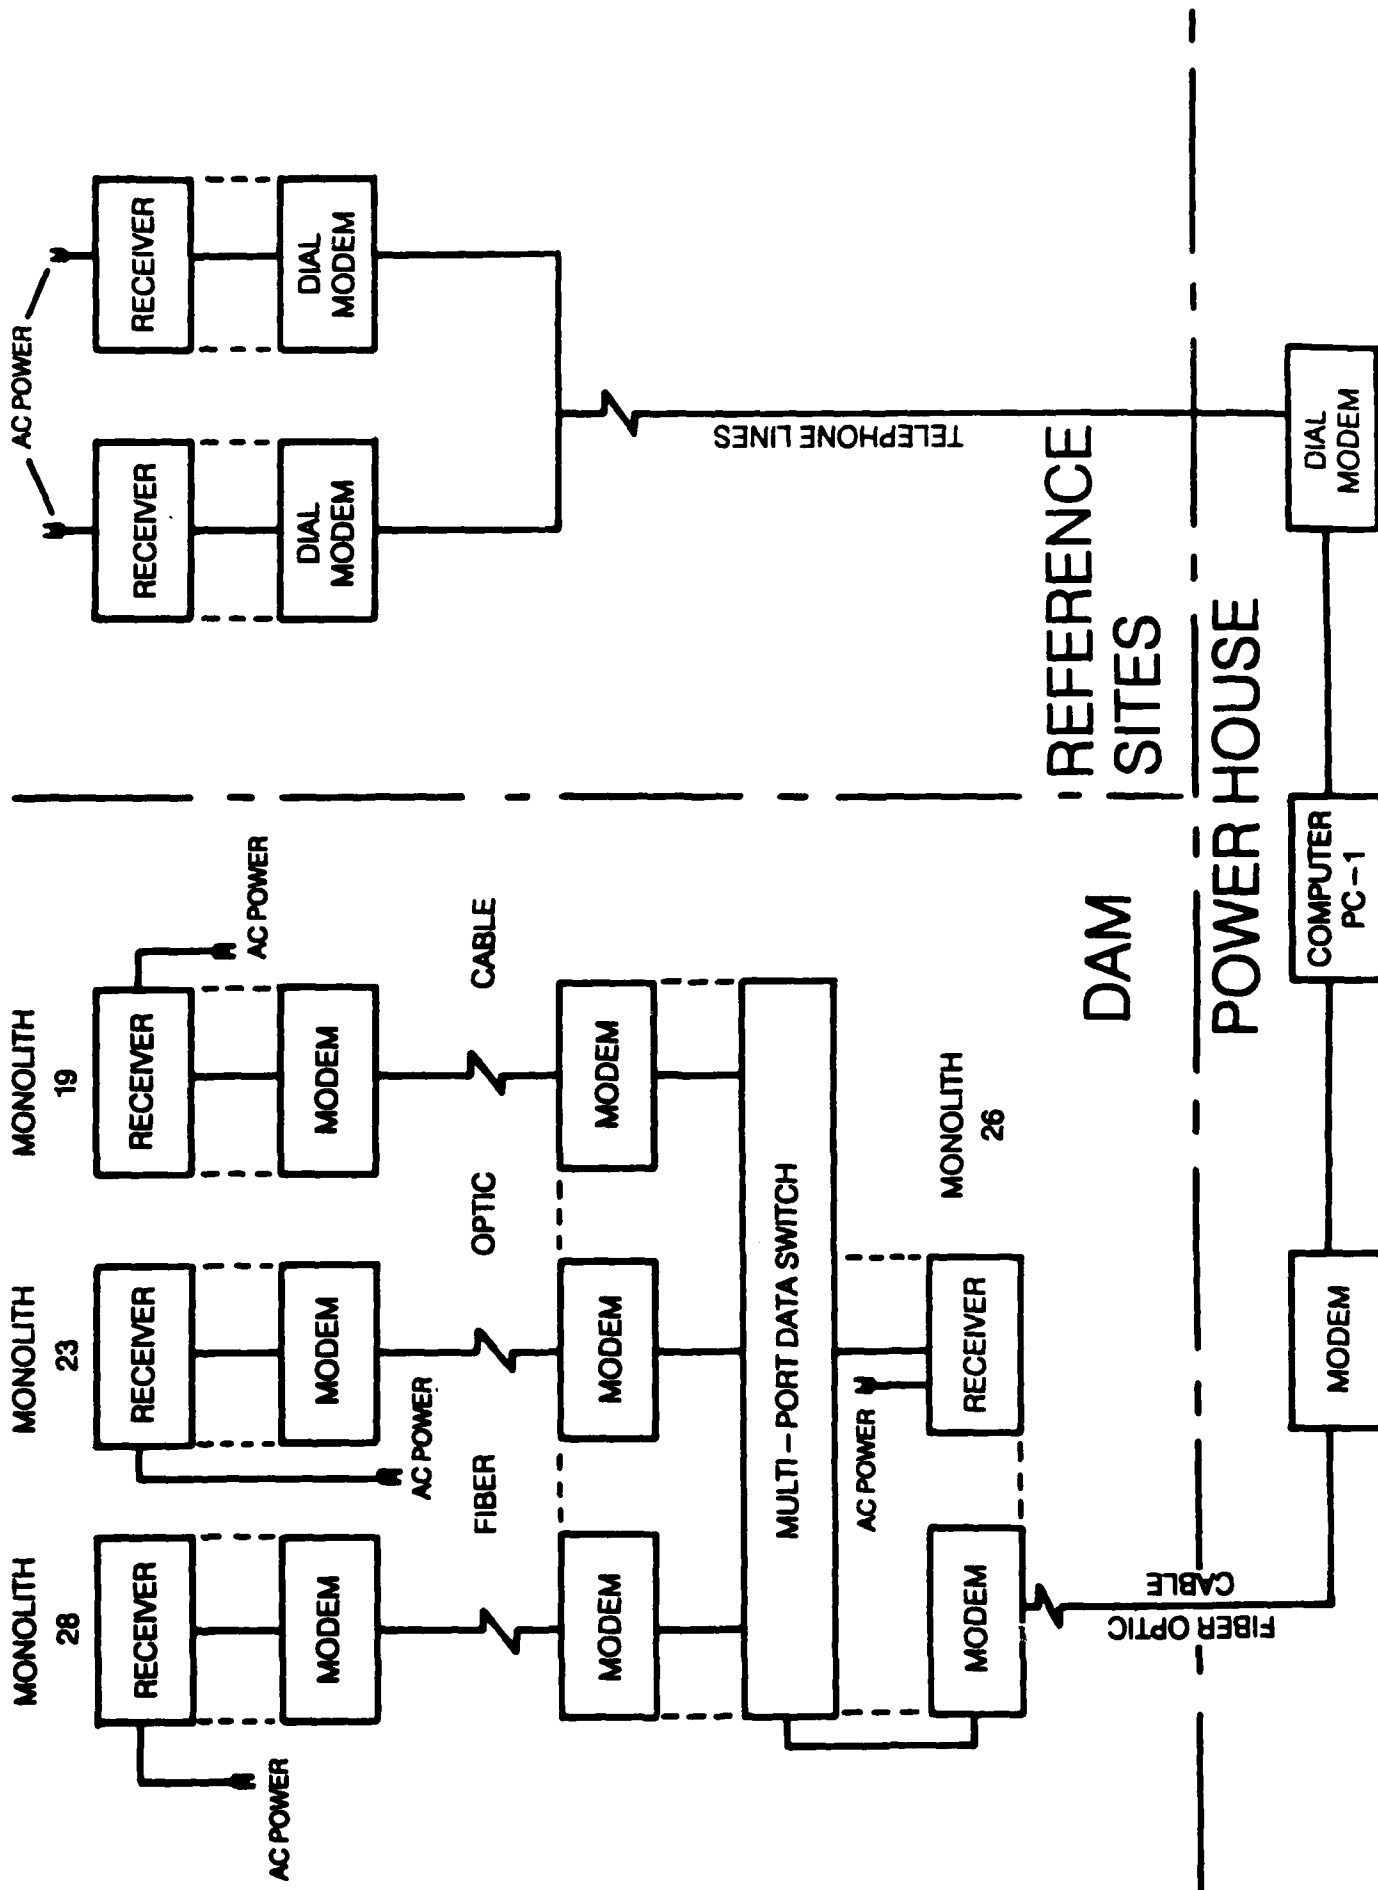 MONOLITH
28
MONOLITH
23
MONOLITH
19
AC POWER
RECEIVER
RECEIVER
RECEIVER
RECEIVER
RECEIVER
AC POWER
AC POWER
AC POWER
MODEM
MODEM
MODEM
DIAL
MODEM
DIAL
MODEM
FIBER
OPTIC
CABLE
MODEM
MODEM
MODEM
TELEPHONE LINES
MULTI-PORT DATA SWITCH
AC POWER
MODEM
RECEIVER
MONOLITH
26
DAM
REFERENCE
SITES
FIBER OPTIC
CABLE
POWER HOUSE
MODEM
COMPUTER
PC-1
DIAL
MODEM